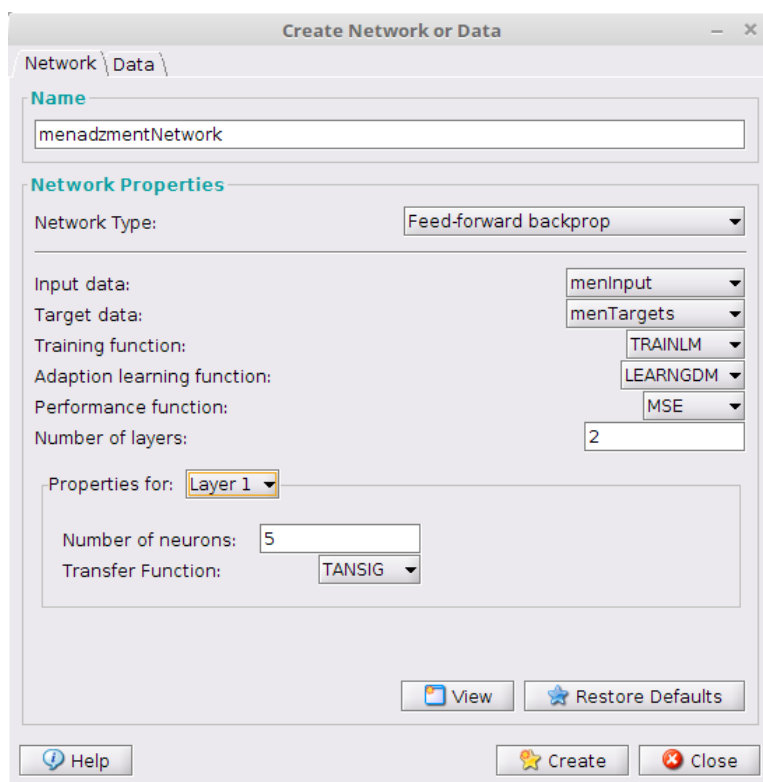 Create Network or Data
Network Data
Name
menadzmentNetwork
Network Properties
Network Type: Feed-forward backprop
Input data: menInput
Target data: menTargets
Training function: TRAINLM
Adaption learning function: LEARNGDM
Performance function: MSE
Number of layers: 2
Properties for: Layer 1
Number of neurons: 5
Transfer Function: TANSIG
View Restore Defaults
Help Create Close